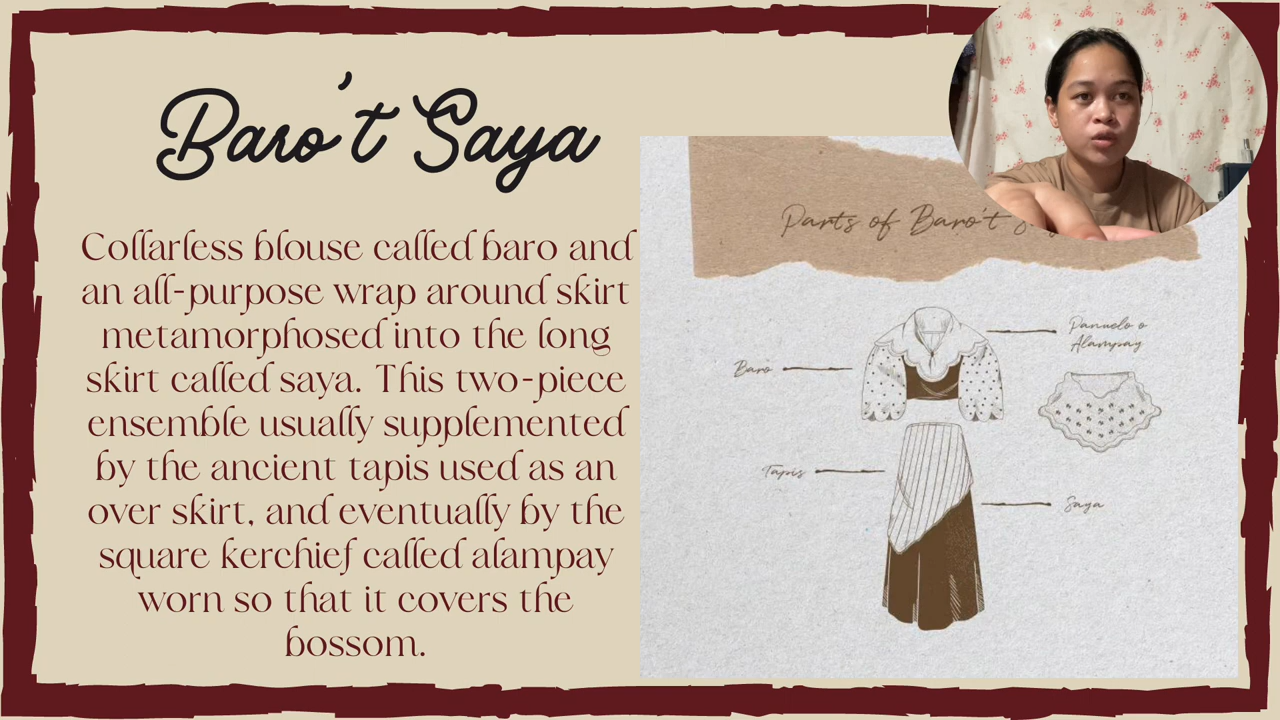 Baro't Saya
Collarless blouse called baro and
an all-purpose wrap around skirt
metamorphosed into the long
skirt called saya. This two-piece
ensemble usually supplemented
by the ancient tapis used as an
over skirt, and eventually by the
square kerchief called alampay
worn so that it covers the
bossom.
Parts of Baro't
Panuelo o
Alampay
Baro
Tapis
Saya